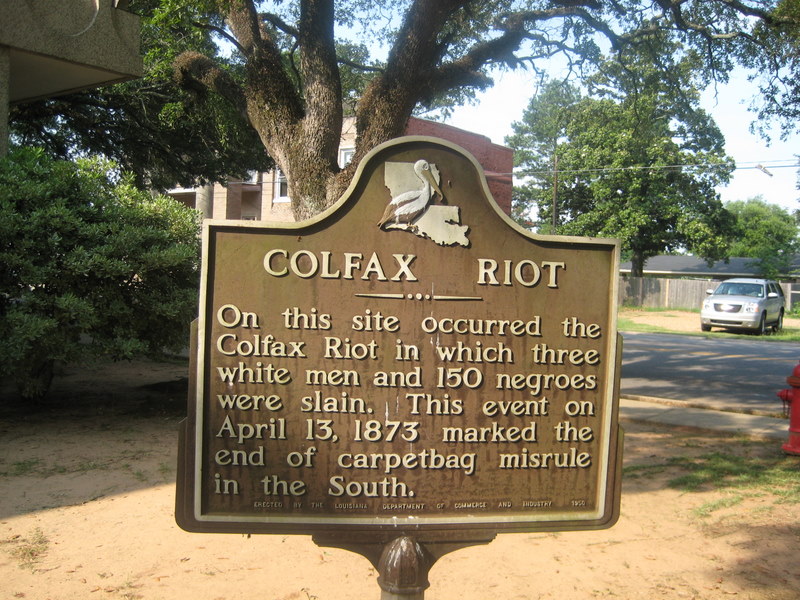 COLFAX RIOT
On this site occurred the
Colfax Riot in which three
white men and 150 negroes
were slain. This event on
April 13, 1873 marked the
end of carpetbag misrule
in the South.
ERECTED BY THE LOUISIANA DEPARTMENT OF COMMERCE AND INDUSTRY 1950